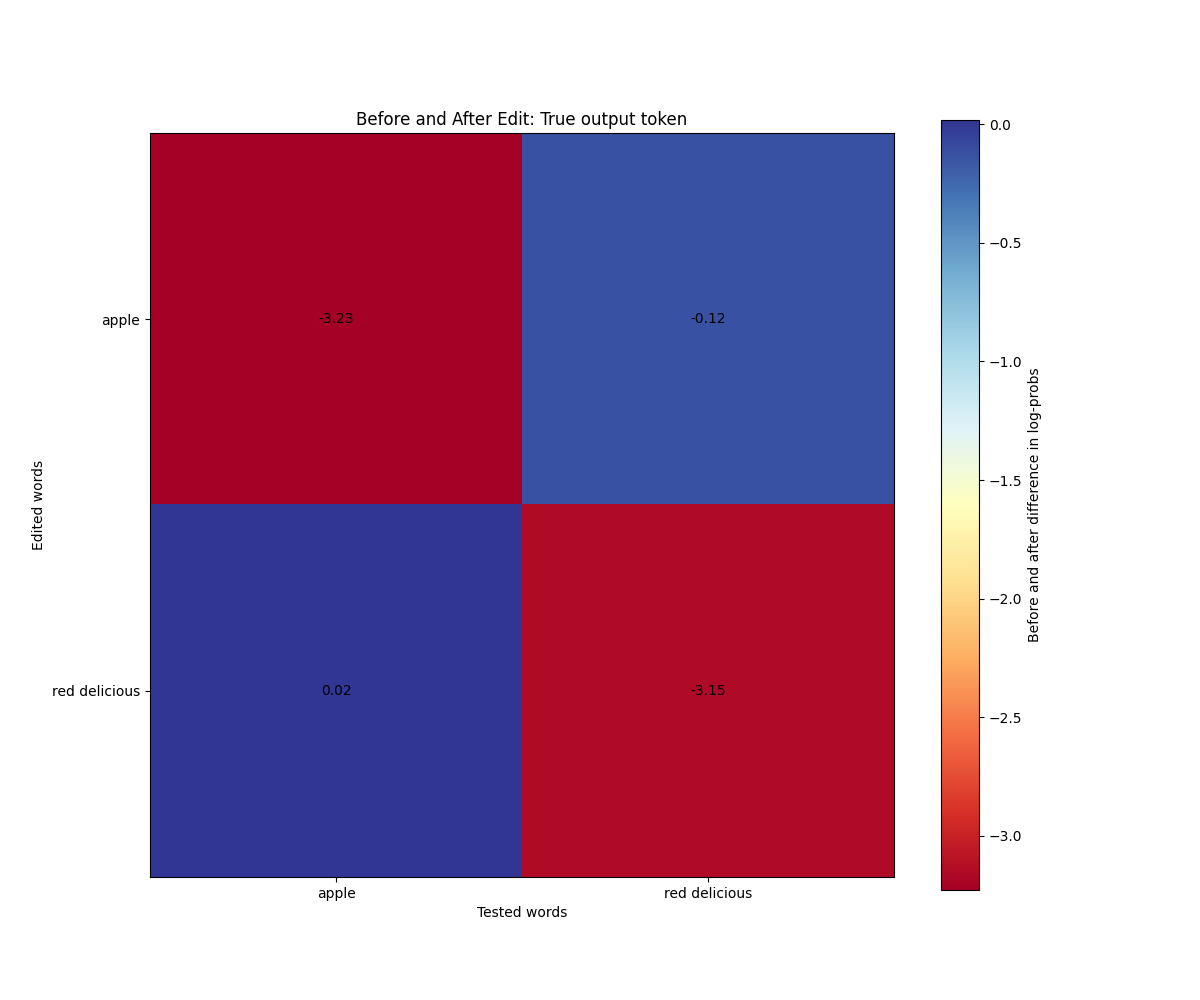 Before and After Edit: True output token
0.0
−0.5
−1.0
−1.5
−2.0
−2.5
−3.0
Before and after difference in log-probs
Edited words
apple
-3.23
-0.12
red delicious
0.02
-3.15
apple
red delicious
Tested words